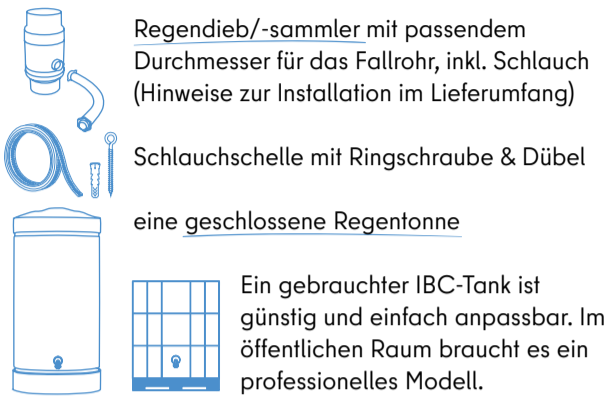 Regendieb/-sammler mit passendem
Durchmesser für das Fallrohr, inkl. Schlauch
(Hinweise zur Installation im Lieferumfang)
Schlauchschelle mit Ringschraube & Dübel
eine geschlossene Regentonne
Ein gebrauchter IBC-Tank ist
günstig und einfach anpassbar. Im
öffentlichen Raum braucht es ein
professionelles Modell.